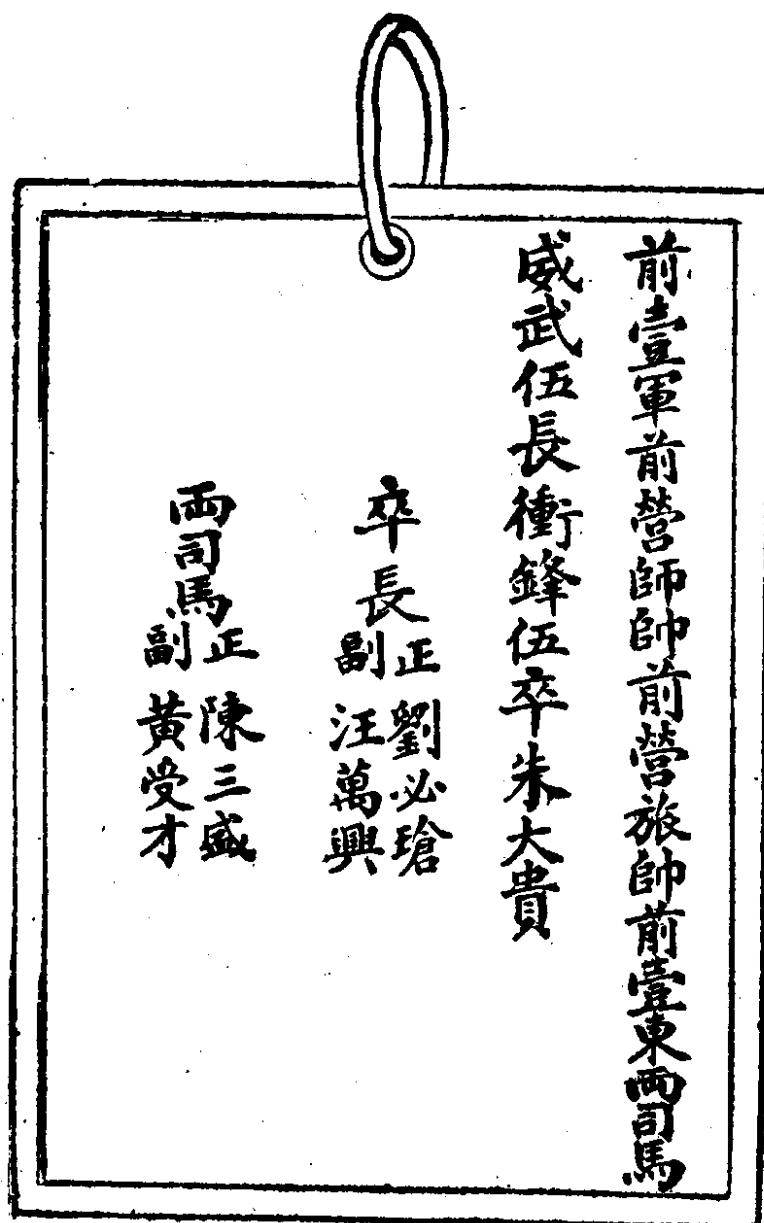 前壹軍前營師帥前營旅帥前壹東兩司馬
威武伍長衝鋒伍卒朱大貴
卒長正劉必瑲
副汪萬興
兩司馬正陳三盛
副黃受才